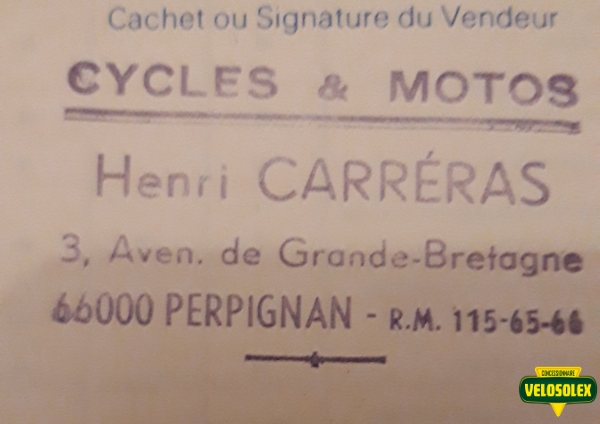 Cachet ou Signature du Vendeur
CYCLES & MOTOS
Henri CARRÉRAS
3, Aven. de Grande-Bretagne
66000 PERPIGNAN - R.M. 115-65-66
CONCESSIONNAIRE
VELOSOLEX